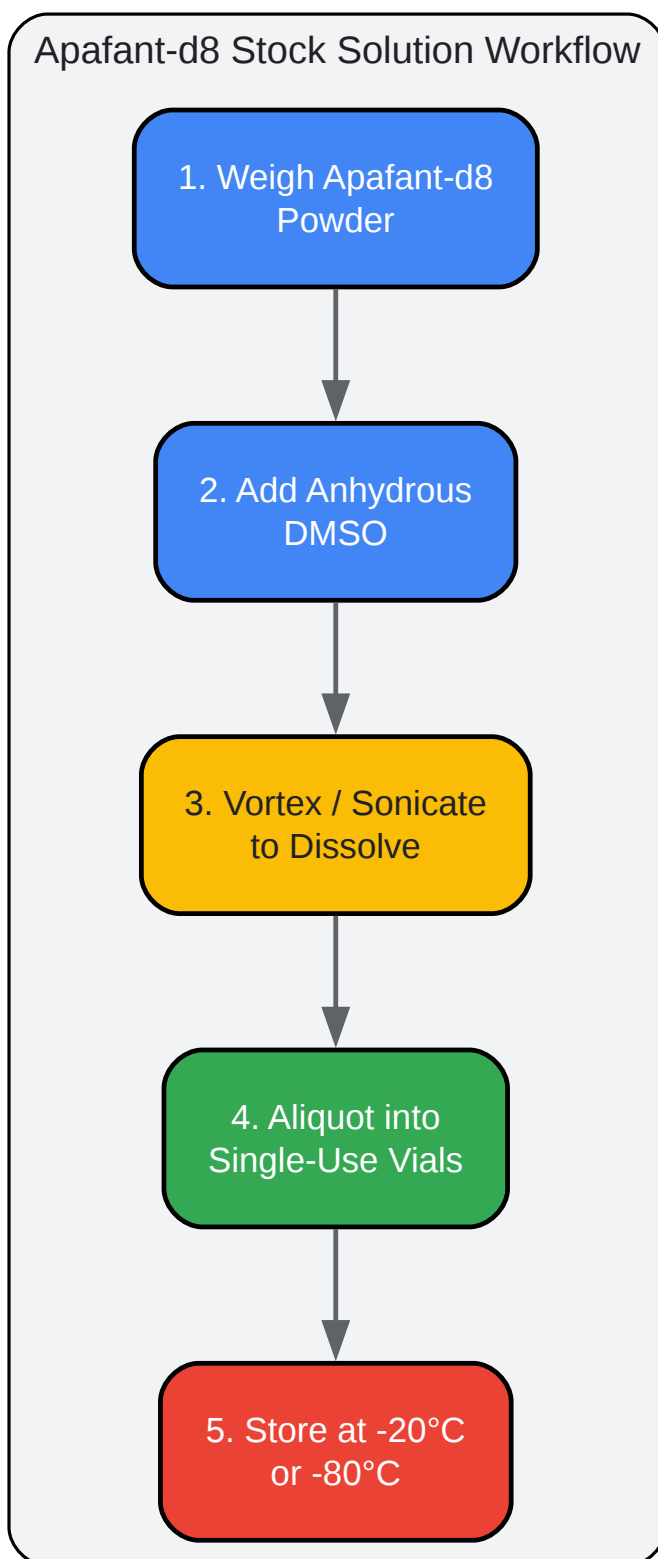 Apafant-d8 Stock Solution Workflow
1. Weigh Apafant-d8
Powder
2. Add Anhydrous
DMSO
3. Vortex / Sonicate
to Dissolve
4. Aliquot into
Single-Use Vials
5. Store at -20°C
or -80°C